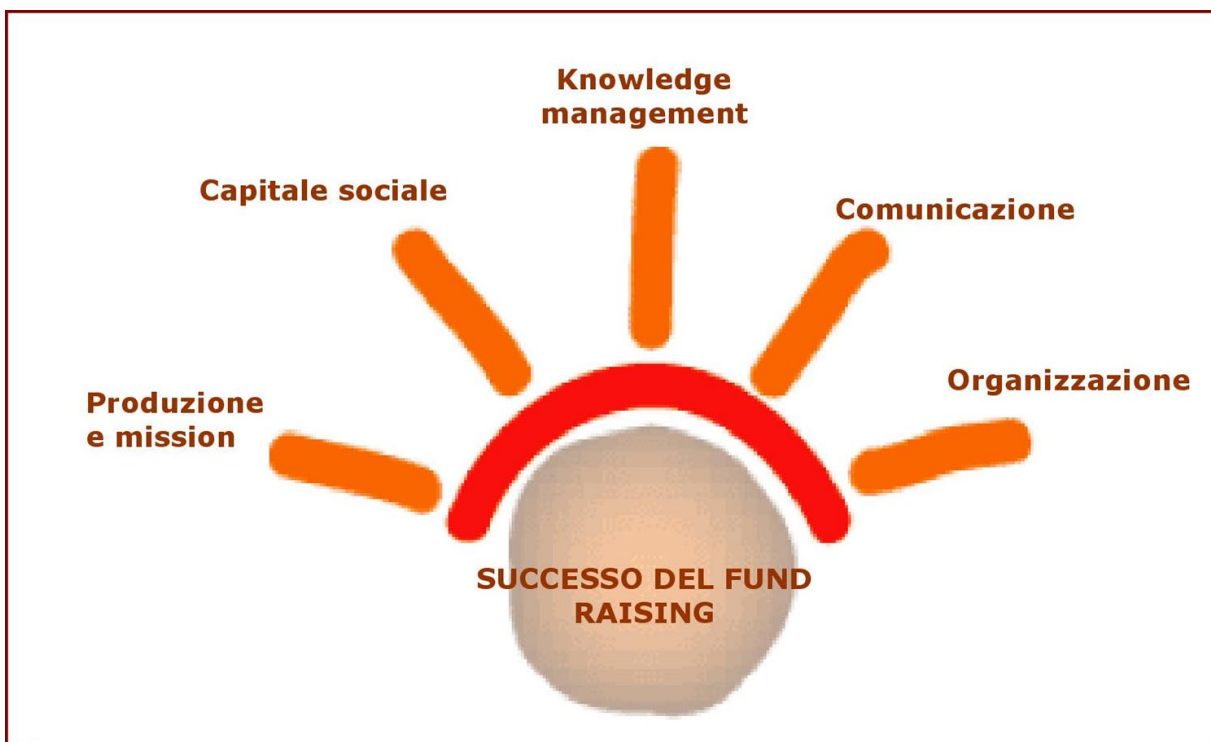 Knowledge
management
Capitale sociale
Comunicazione
Organizzazione
Produzione
e mission
SUCCESSO DEL FUND
RAISING